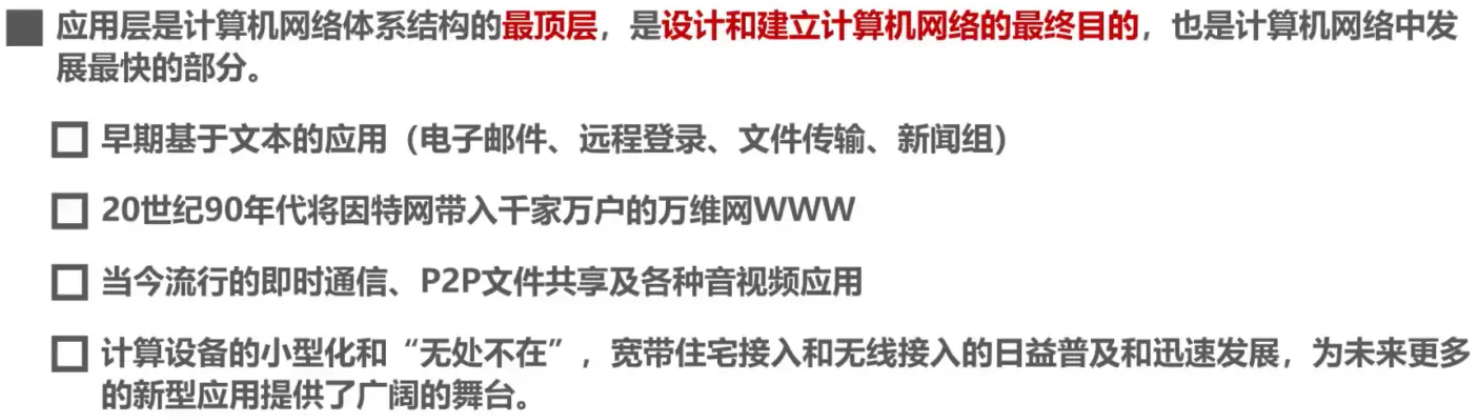 应用层是计算机网络体系结构的最顶层，是设计和建立计算机网络的最终目的，也是计算机网络中发
展最快的部分。
早期基于文本的应用（电子邮件、远程登录、文件传输、新闻组）
20世纪90年代将因特网带入千家万户的万维网WWW
当今流行的即时通信、P2P文件共享及各种音视频应用
计算设备的小型化和“无处不在”，宽带住宅接入和无线接入的日益普及和迅速发展，为未来更多
的新型应用提供了广阔的舞台。